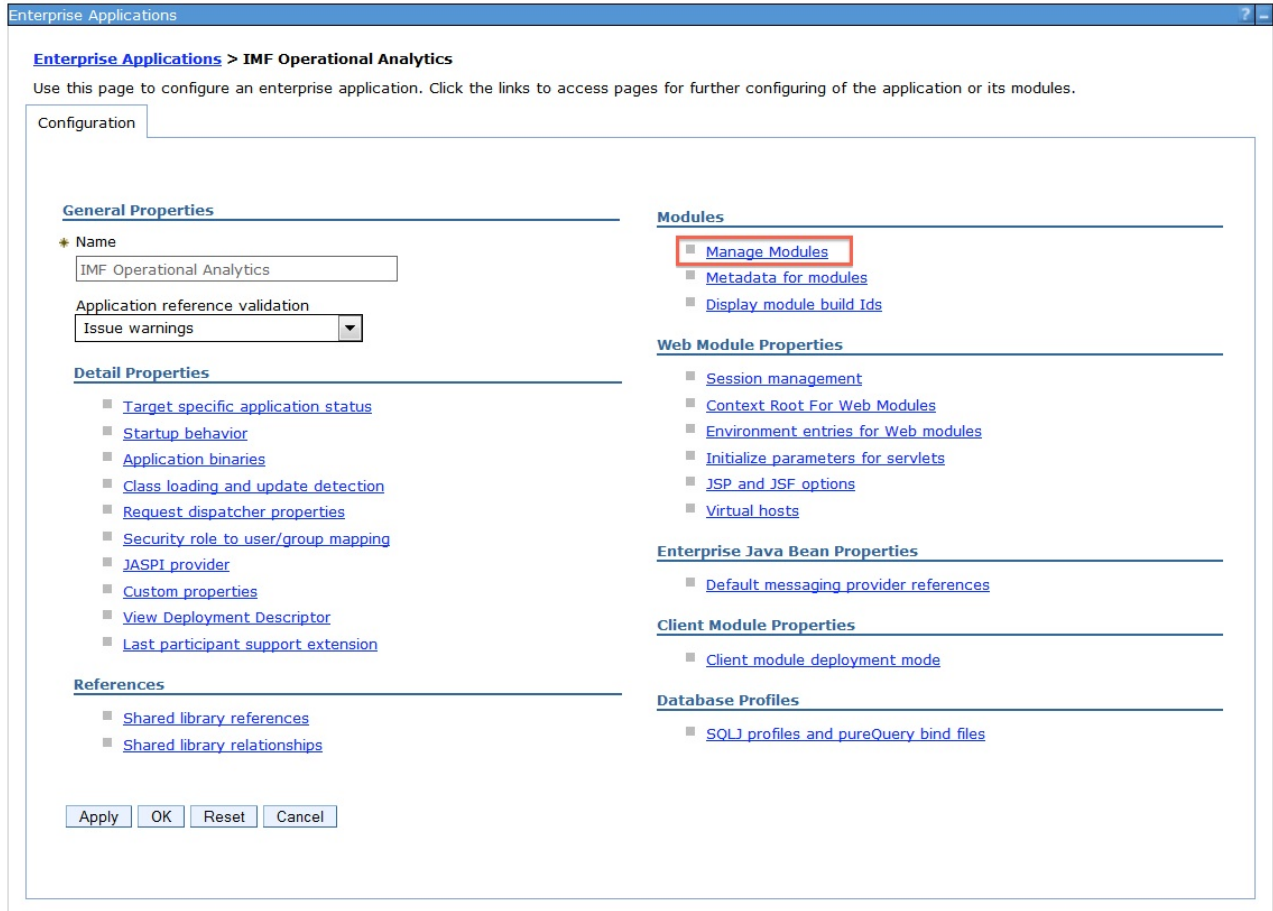 Enterprise Applications
? -
Enterprise Applications > IMF Operational Analytics
Use this page to configure an enterprise application. Click the links to access pages for further configuring of the application or its modules.
Configuration
General Properties
Name
IMF Operational Analytics
Application reference validation
Issue warnings
Detail Properties
Target specific application status
Startup behavior
Application binaries
Class loading and update detection
Request dispatcher properties
Security role to user/group mapping
JASPI provider
Custom properties
View Deployment Descriptor
Last participant support extension
References
Shared library references
Shared library relationships
Modules
Manage Modules
Metadata for modules
Display module build Ids
Web Module Properties
Session management
Context Root For Web Modules
Environment entries for Web modules
Initialize parameters for servlets
JSP and JSF options
Virtual hosts
Enterprise Java Bean Properties
Default messaging provider references
Client Module Properties
Client module deployment mode
Database Profiles
SQLJ profiles and pureQuery bind files
Apply OK Reset Cancel